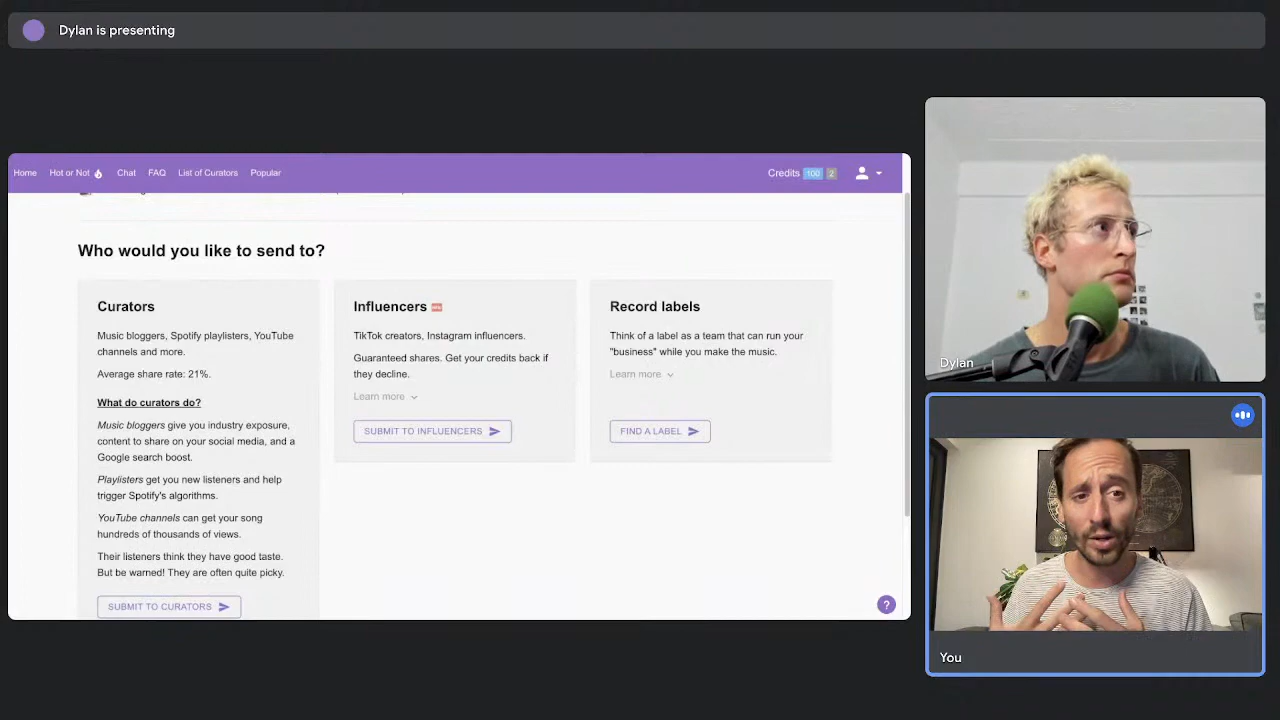 Dylan is presenting
Home Hot or Not Chat FAQ List of Curators Popular Credits 100 2
Who would you like to send to?
Curators
Music bloggers, Spotify playlisters, YouTube
channels and more.
Average share rate: 21%.
What do curators do?
Music bloggers give you industry exposure,
content to share on your social media, and a
Google search boost.
Playlisters get you new listeners and help
trigger Spotify's algorithms.
YouTube channels can get your song
hundreds of thousands of views.
Their listeners think they have good taste.
But be warned! They are often quite picky.
SUBMIT TO CURATORS
Influencers
TikTok creators, Instagram influencers.
Guaranteed shares. Get your credits back if
they decline.
Learn more
SUBMIT TO INFLUENCERS
Record labels
Think of a label as a team that can run your
"business" while you make the music.
Learn more
FIND A LABEL
?
Dylan
You